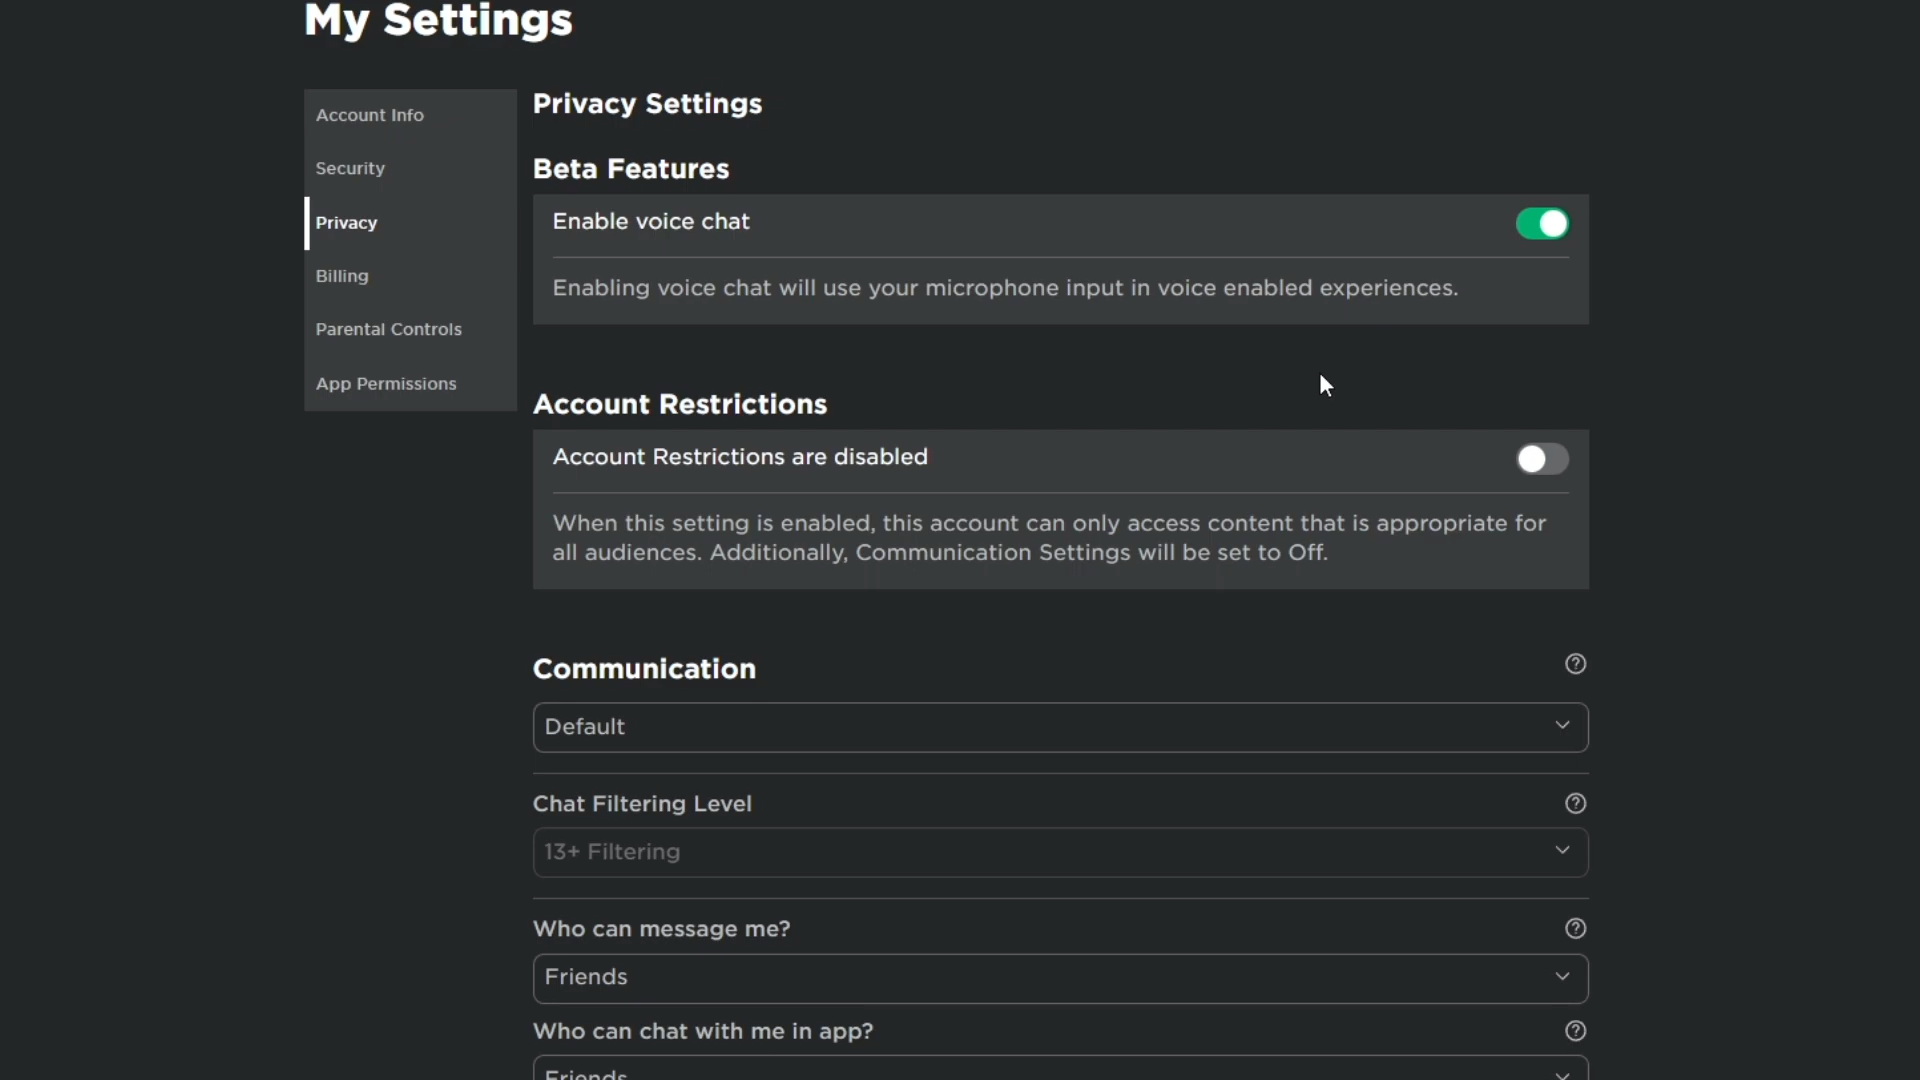 My Settings
Account Info
Security
Privacy
Billing
Parental Controls
App Permissions
Privacy Settings
Beta Features
Enable voice chat
Enabling voice chat will use your microphone input in voice enabled experiences.
Account Restrictions
Account Restrictions are disabled
When this setting is enabled, this account can only access content that is appropriate for
all audiences. Additionally, Communication Settings will be set to Off.
Communication
Default
Chat Filtering Level
13+ Filtering
Who can message me?
Friends
Who can chat with me in app?
Friends